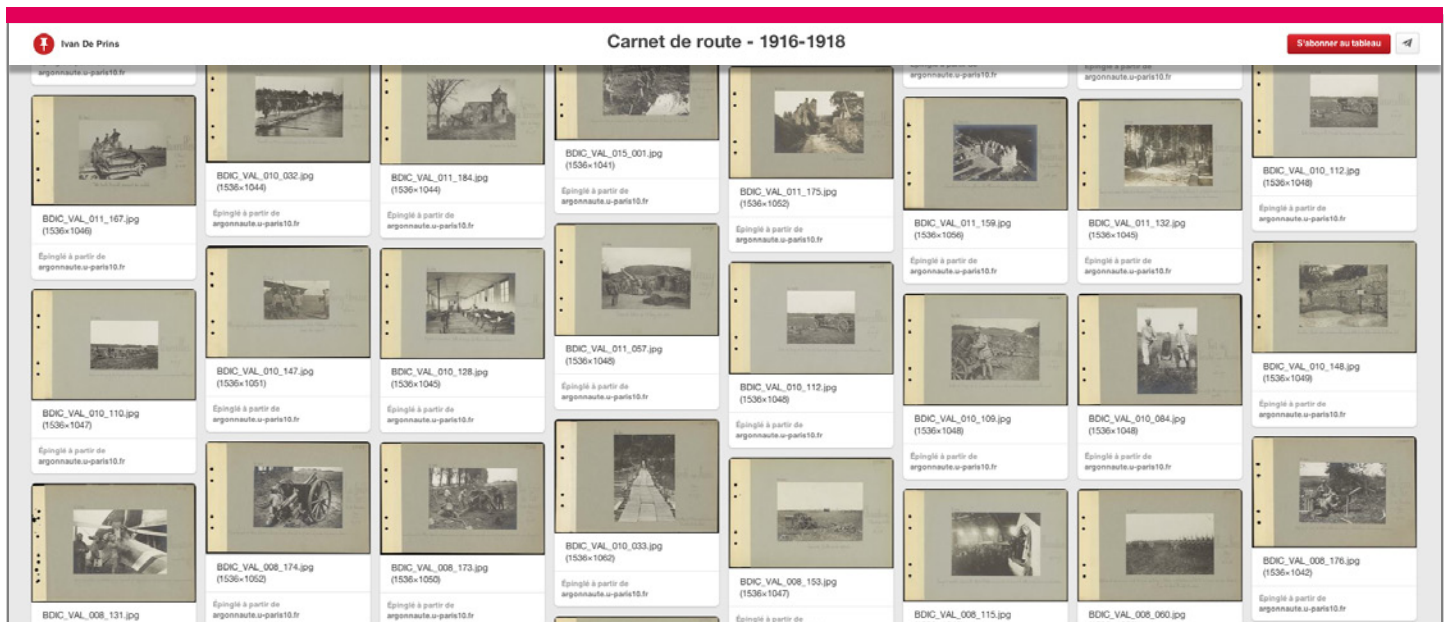 Ivan De Prins
Carnet de route - 1916-1918
S'abonner au tableau
argonnaute.u-paris10.fr
BDIC_VAL_011_167.jpg
(1536×1046)
Épinglé à partir de
argonnaute.u-paris10.fr
BDIC_VAL_010_110.jpg
(1536×1047)
Épinglé à partir de
argonnaute.u-paris10.fr
BDIC_VAL_008_131.jpg
BDIC_VAL_010_032.jpg
(1536×1044)
Épinglé à partir de
argonnaute.u-paris10.fr
BDIC_VAL_010_147.jpg
(1536×1051)
Épinglé à partir de
argonnaute.u-paris10.fr
BDIC_VAL_008_174.jpg
(1536×1052)
Épinglé à partir de
argonnaute.u-paris10.fr
BDIC_VAL_011_184.jpg
(1536×1044)
Épinglé à partir de
argonnaute.u-paris10.fr
BDIC_VAL_010_128.jpg
(1536×1045)
Épinglé à partir de
argonnaute.u-paris10.fr
BDIC_VAL_008_173.jpg
(1536×1050)
Épinglé à partir de
argonnaute.u-paris10.fr
BDIC_VAL_015_001.jpg
(1536×1041)
Épinglé à partir de
argonnaute.u-paris10.fr
BDIC_VAL_011_057.jpg
(1536×1048)
Épinglé à partir de
argonnaute.u-paris10.fr
BDIC_VAL_010_033.jpg
(1536×1062)
Épinglé à partir de
argonnaute.u-paris10.fr
BDIC_VAL_011_175.jpg
(1536×1052)
Épinglé à partir de
argonnaute.u-paris10.fr
BDIC_VAL_010_112.jpg
(1536×1048)
Épinglé à partir de
argonnaute.u-paris10.fr
BDIC_VAL_008_153.jpg
(1536×1047)
Épinglé à partir de
argonnaute.u-paris10.fr
BDIC_VAL_011_159.jpg
(1536×1056)
Épinglé à partir de
argonnaute.u-paris10.fr
BDIC_VAL_010_109.jpg
(1536×1048)
Épinglé à partir de
argonnaute.u-paris10.fr
BDIC_VAL_008_115.jpg
argonnaute.u-paris10.fr
BDIC_VAL_011_132.jpg
(1536×1045)
Épinglé à partir de
argonnaute.u-paris10.fr
BDIC_VAL_010_084.jpg
(1536×1048)
Épinglé à partir de
argonnaute.u-paris10.fr
BDIC_VAL_008_060.jpg
BDIC_VAL_010_112.jpg
(1536×1048)
Épinglé à partir de
argonnaute.u-paris10.fr
BDIC_VAL_010_148.jpg
(1536×1049)
Épinglé à partir de
argonnaute.u-paris10.fr
BDIC_VAL_008_176.jpg
(1536×1042)
Épinglé à partir de
argonnaute.u-paris10.fr